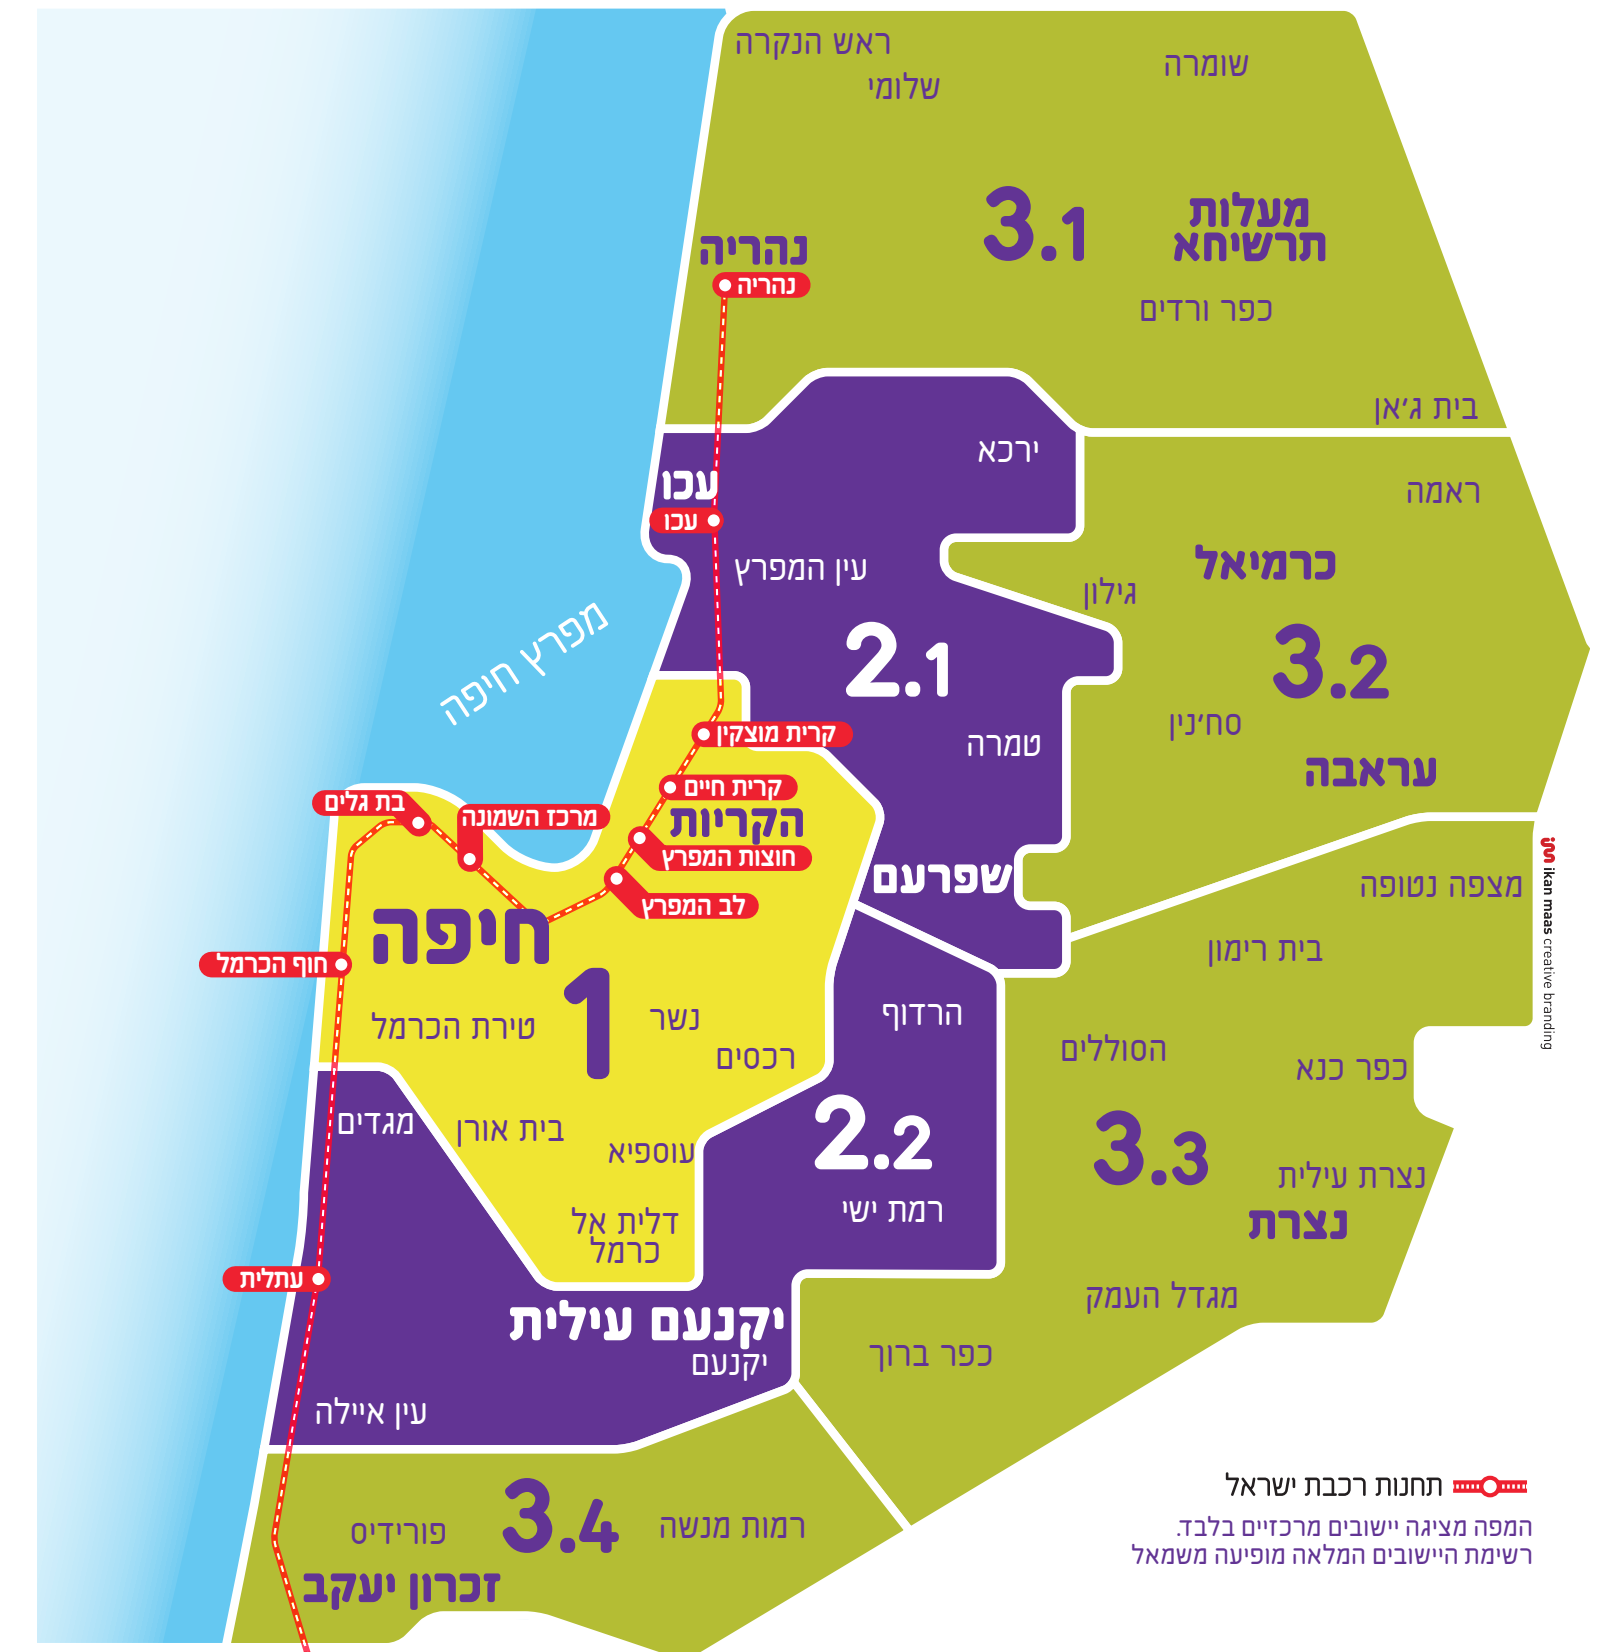 ראש הנקרה
שומרה
שלומי
3.1
מעלות
תרשיחא
נהריה
נהריה
כפר ורדים
בית ג'אן
ירכא
ראמה
עכו
עכו
עין המפרץ
כרמיאל
גילון
מפרץ חיפה
2.1
3.2
סח'נין
טמרה
קרית מוצקין
עראבה
קרית חיים
הקריות
בת גלים
מרכז השמונה
חוצות המפרץ
שפרעם
מצפה נטופה
לב המפרץ
חיפה
חוף הכרמל
בית רימון
1
נשר
טירת הכרמל
רכסים
הרדוף
הסוללים
כפר כנא
ikan maas creative branding
מגדים
בית אורן
עוספיא
2.2
3.3
נצרת עילית
נצרת
רמת ישי
דלית אל
כרמל
עתלית
מגדל העמק
יקנעם עילית
יקנעם
כפר ברוך
עין איילה
3.4
פורידיס
רמות מנשה
זכרון יעקב
תחנות רכבת ישראל
המפה מציגה יישובים מרכזיים בלבד.
רשימת היישובים המלאה מופיעה משמאל